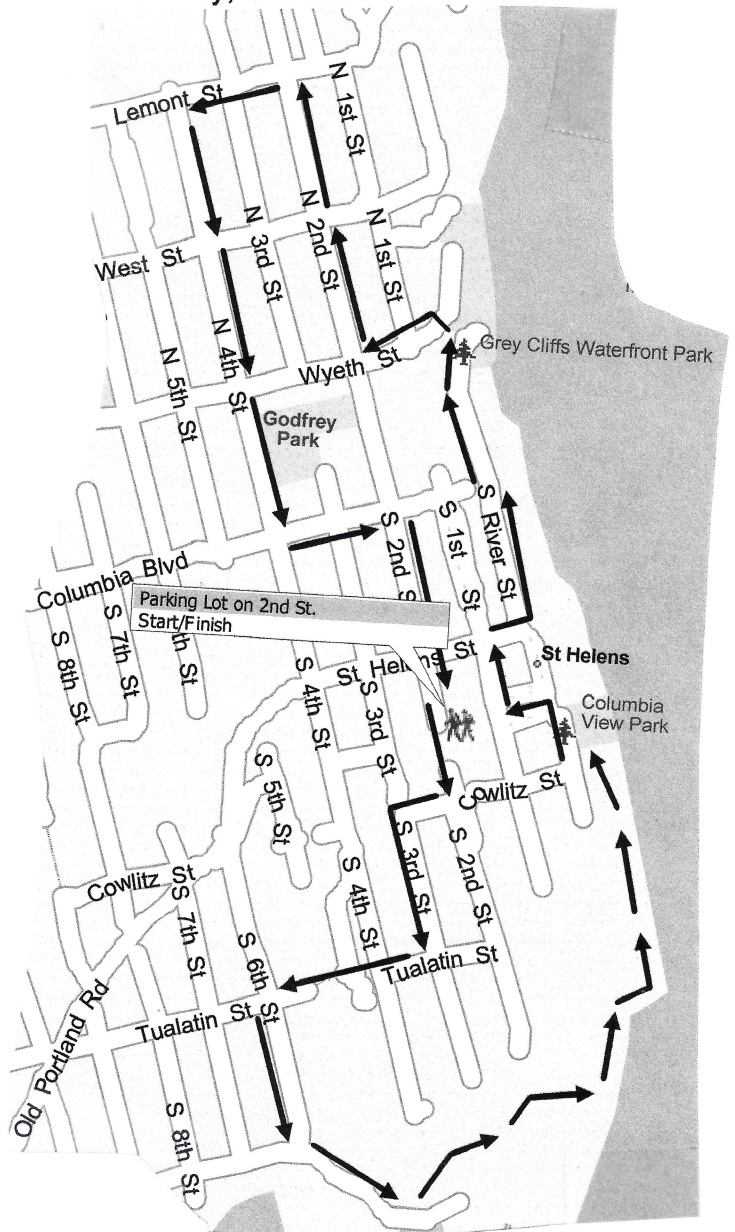 N 1st St
Lemont St
N 3rd St
N 2nd St
N 1st St
West St
N 5th St
N 4th St
Wyeth St
Grey Cliffs Waterfront Park
Godfrey
Park
S River St
S 1st St
S 2nd S
Columbia Blvd
S 8th St
S 7th St
th St
Parking Lot on 2nd St.
Start/Finish
St Helens St
St Helens
S 4th St
S 3rd St
Columbia
View Park
S 5th St
Cowlitz St
S 3rd St
S 2nd St
Cowlitz St
S 7th St
S 4th St
S 6th St
Tualatin St
Tualatin St
Old Portland Rd
S 8th St